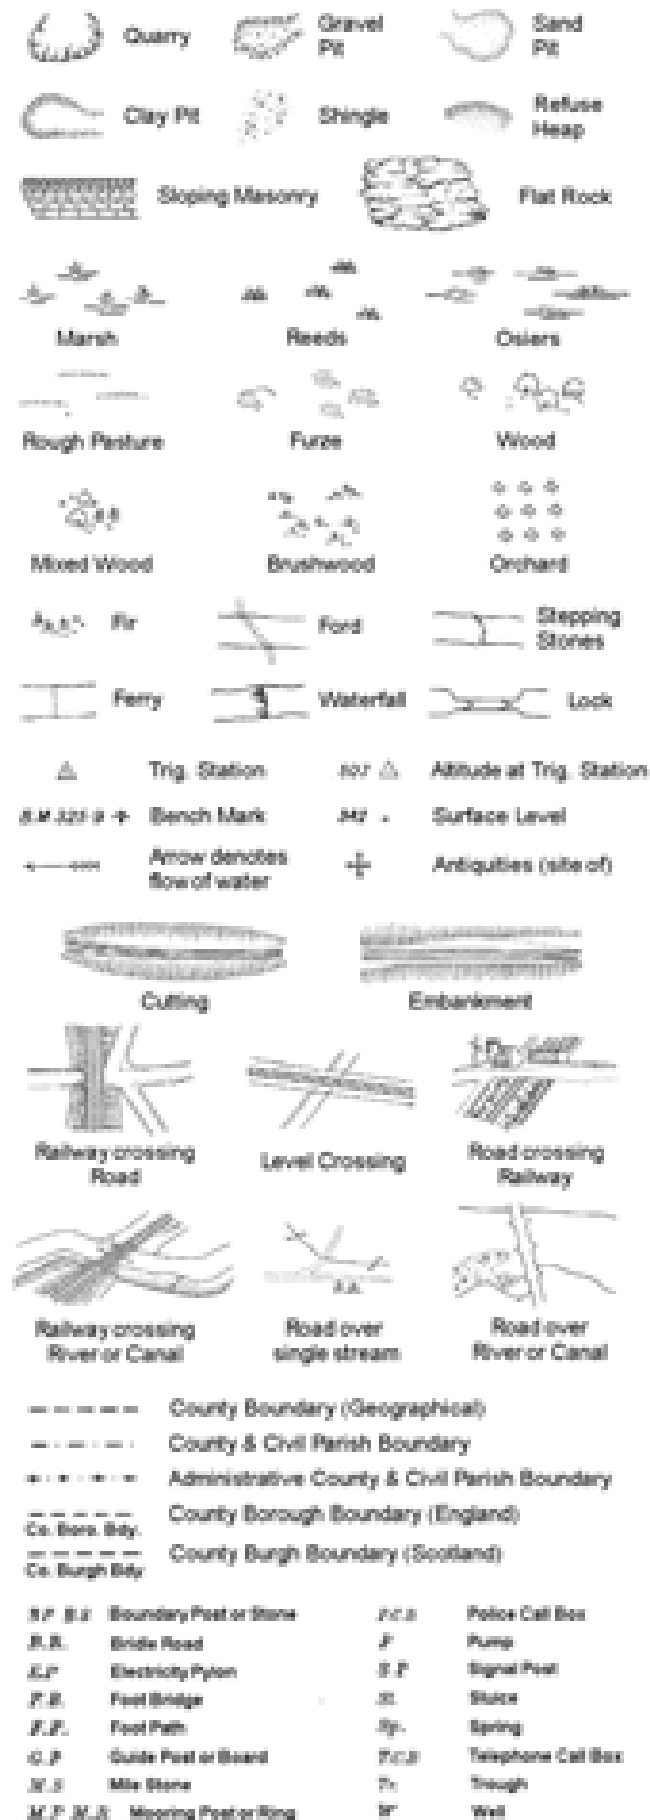 Quarry
Gravel Pit
Sand Pit
Clay Pit
Shingle
Refuse Heap
Sloping Masonry
Flat Rock
Marsh
Reeds
Osiers
Rough Pasture
Furze
Wood
Mixed Wood
Brushwood
Orchard
Fir
Ford
Stepping Stones
Ferry
Waterfall
Lock
Trig. Station
Altitude at Trig. Station
Bench Mark
Surface Level
Arrow denotes flow of water
Antiquities (site of)
Cutting
Embankment
Railway crossing Road
Level Crossing
Road crossing Railway
Railway crossing River or Canal
Road over single stream
Road over River or Canal
County Boundary (Geographical)
County & Civil Parish Boundary
Administrative County & Civil Parish Boundary
County Borough Boundary (England)
Co. Boro. Bdy.
County Burgh Boundary (Scotland)
Co. Burgh Bdy
B.P B.S Boundary Post or Stone
P.C.B Police Call Box
B.R. Bridle Road
P Pump
E.P Electricity Pylon
S.P Signal Post
F.B. Foot Bridge
Sl. Sluice
F.P. Foot Path
Sp. Spring
G.P Guide Post or Board
T.C.B Telephone Call Box
M.S Mile Stone
Tr Trough
M.P M.R Mooring Post or Ring
W Well